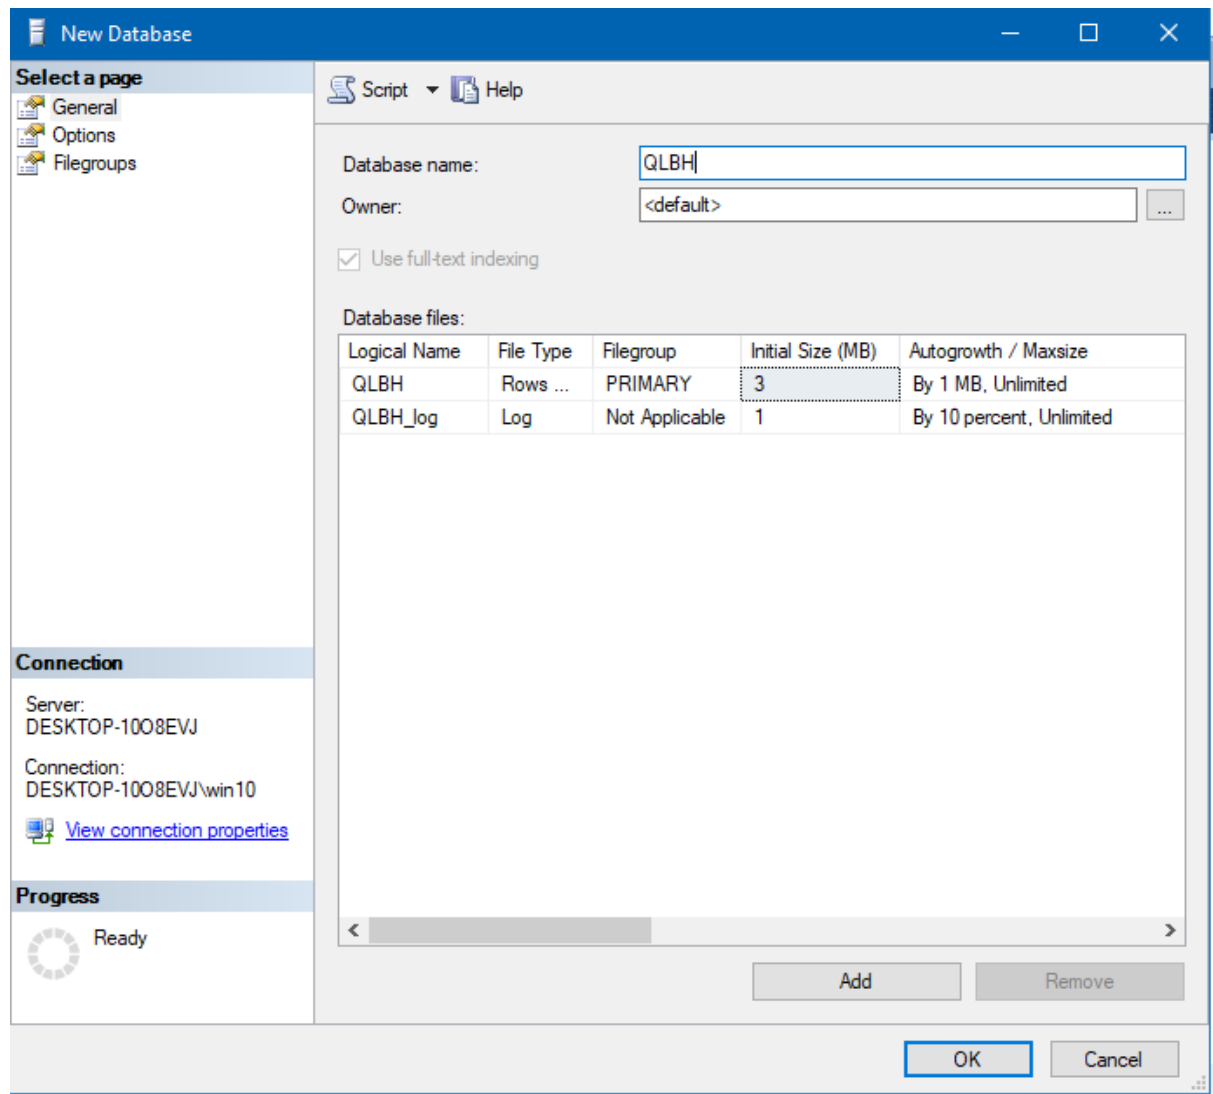 New Database
Select a page
General
Options
Filegroups
Script Help
Database name: QLBH
Owner: <default> ...
Use full-text indexing
Database files:
Logical Name File Type Filegroup Initial Size (MB) Autogrowth / Maxsize
QLBH Rows ... PRIMARY 3 By 1 MB, Unlimited
QLBH_log Log Not Applicable 1 By 10 percent, Unlimited
Connection
Server:
DESKTOP-10O8EVJ
Connection:
DESKTOP-10O8EVJ\win10
View connection properties
Progress
Ready
Add Remove
OK Cancel